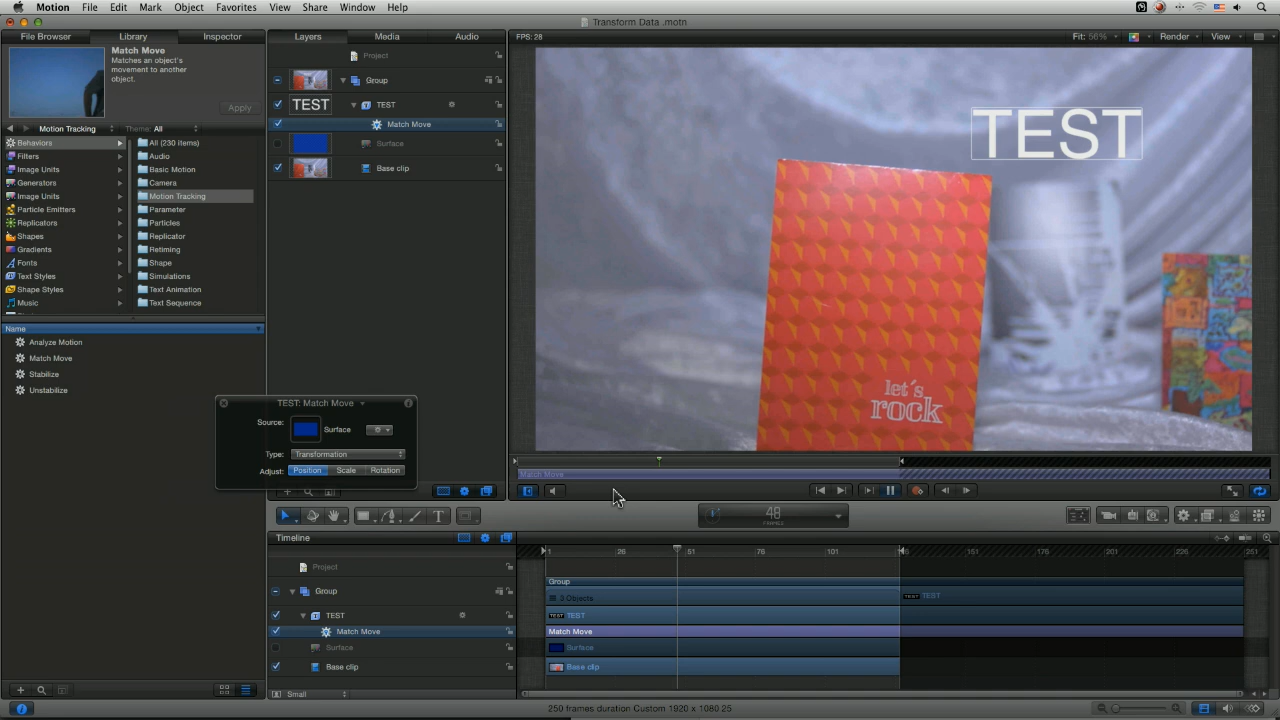 Motion File Edit Mark Object Favorites View Share Window Help
Transform Data .motn
File Browser Library Inspector
Layers Media Audio
FPS: 28
Fit: 56% Render View
Match Move
Matches an object's
movement to another
object.
Apply
Project
Group
TEST TEST
Match Move
Surface
Base clip
Motion Tracking Theme: All
Behaviors
Filters
Image Units
Generators
Image Units
Particle Emitters
Replicators
Shapes
Gradients
Fonts
Text Styles
Shape Styles
Music
All (230 items)
Audio
Basic Motion
Camera
Motion Tracking
Parameter
Particles
Replicator
Retiming
Shape
Simulations
Text Animation
Text Sequence
Name
Analyze Motion
Match Move
Stabilize
Unstabilize
TEST
let's
rock
TEST: Match Move
Source: Surface
Type: Transformation
Adjust: Position Scale Rotation
Match Move
48
FRAMES
Timeline
1 26 51 76 101 151 176 201 226 251
Project
Group
TEST
Match Move
Surface
Base clip
Group
3 Objects
TEST TEST
TEST TEST
Match Move
Surface
Base clip
Small
250 frames duration Custom 1920 x 1080 25